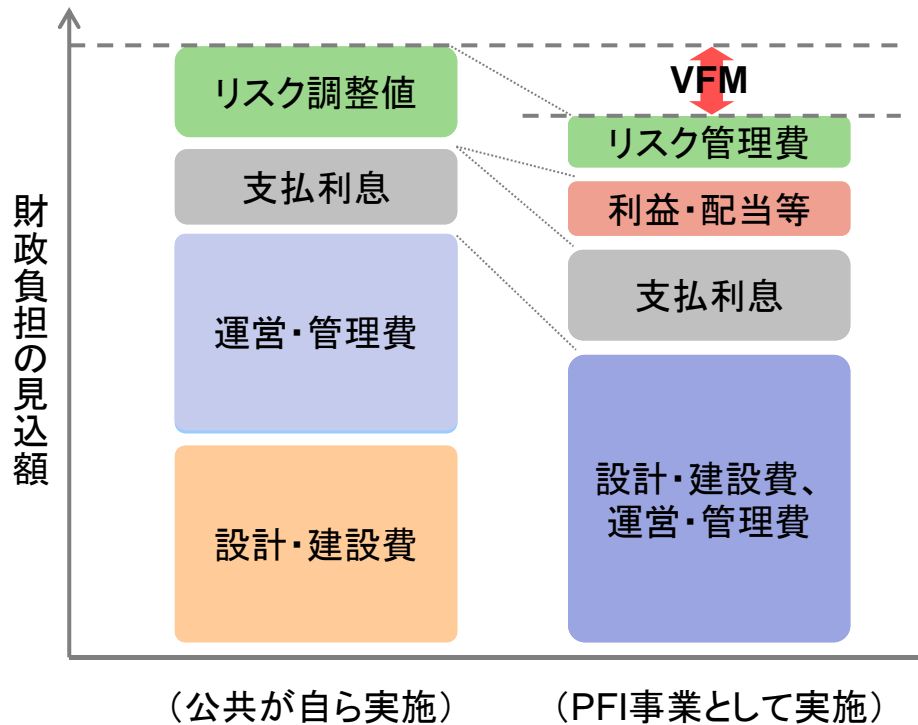 財政負担の見込額
リスク調整値
支払利息
運営・管理費
設計・建設費
VFM
リスク管理費
利益・配当等
支払利息
設計・建設費、
運営・管理費
（公共が自ら実施）
（PFI事業として実施）